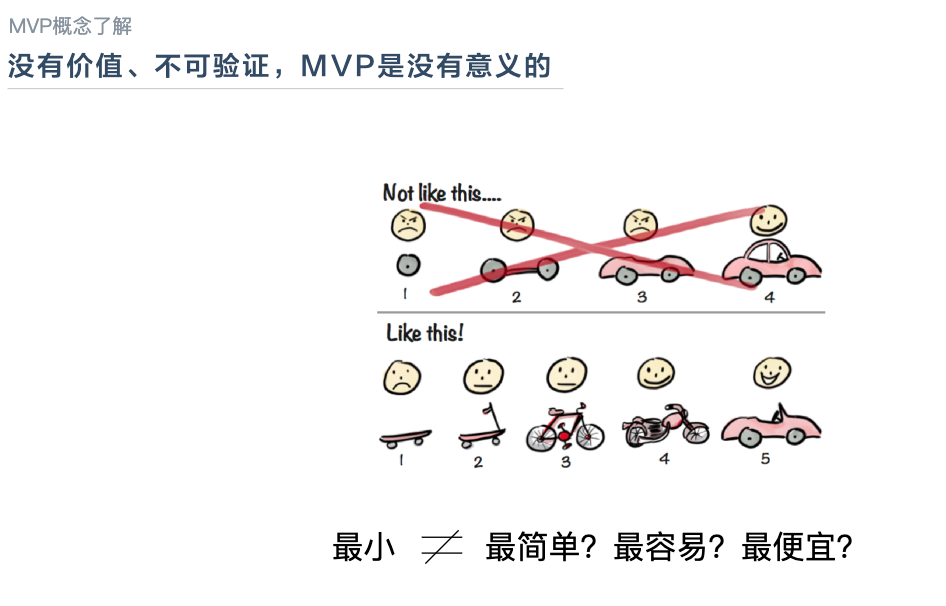 MVP概念了解
没有价值、不可验证，MVP是没有意义的
Not like this....
1 2 3 4
Like this!
1 2 3 4 5
最小 ≠ 最简单？最容易？最便宜？